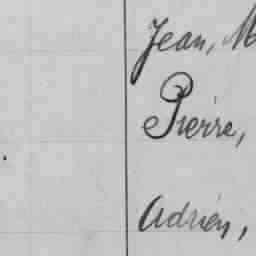 Jean, M
Pierre,
Adrien,